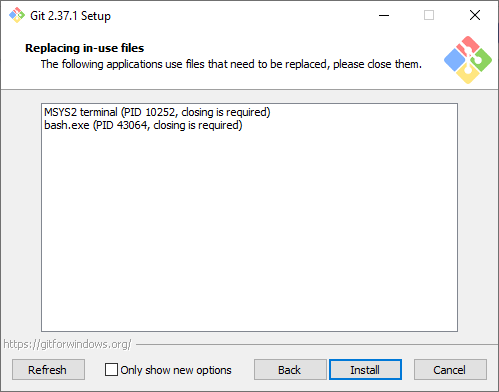 Git 2.37.1 Setup
Replacing in-use files
The following applications use files that need to be replaced, please close them.
MSYS2 terminal (PID 10252, closing is required)
bash.exe (PID 43064, closing is required)
https://gitforwindows.org/
Refresh Only show new options Back Install Cancel